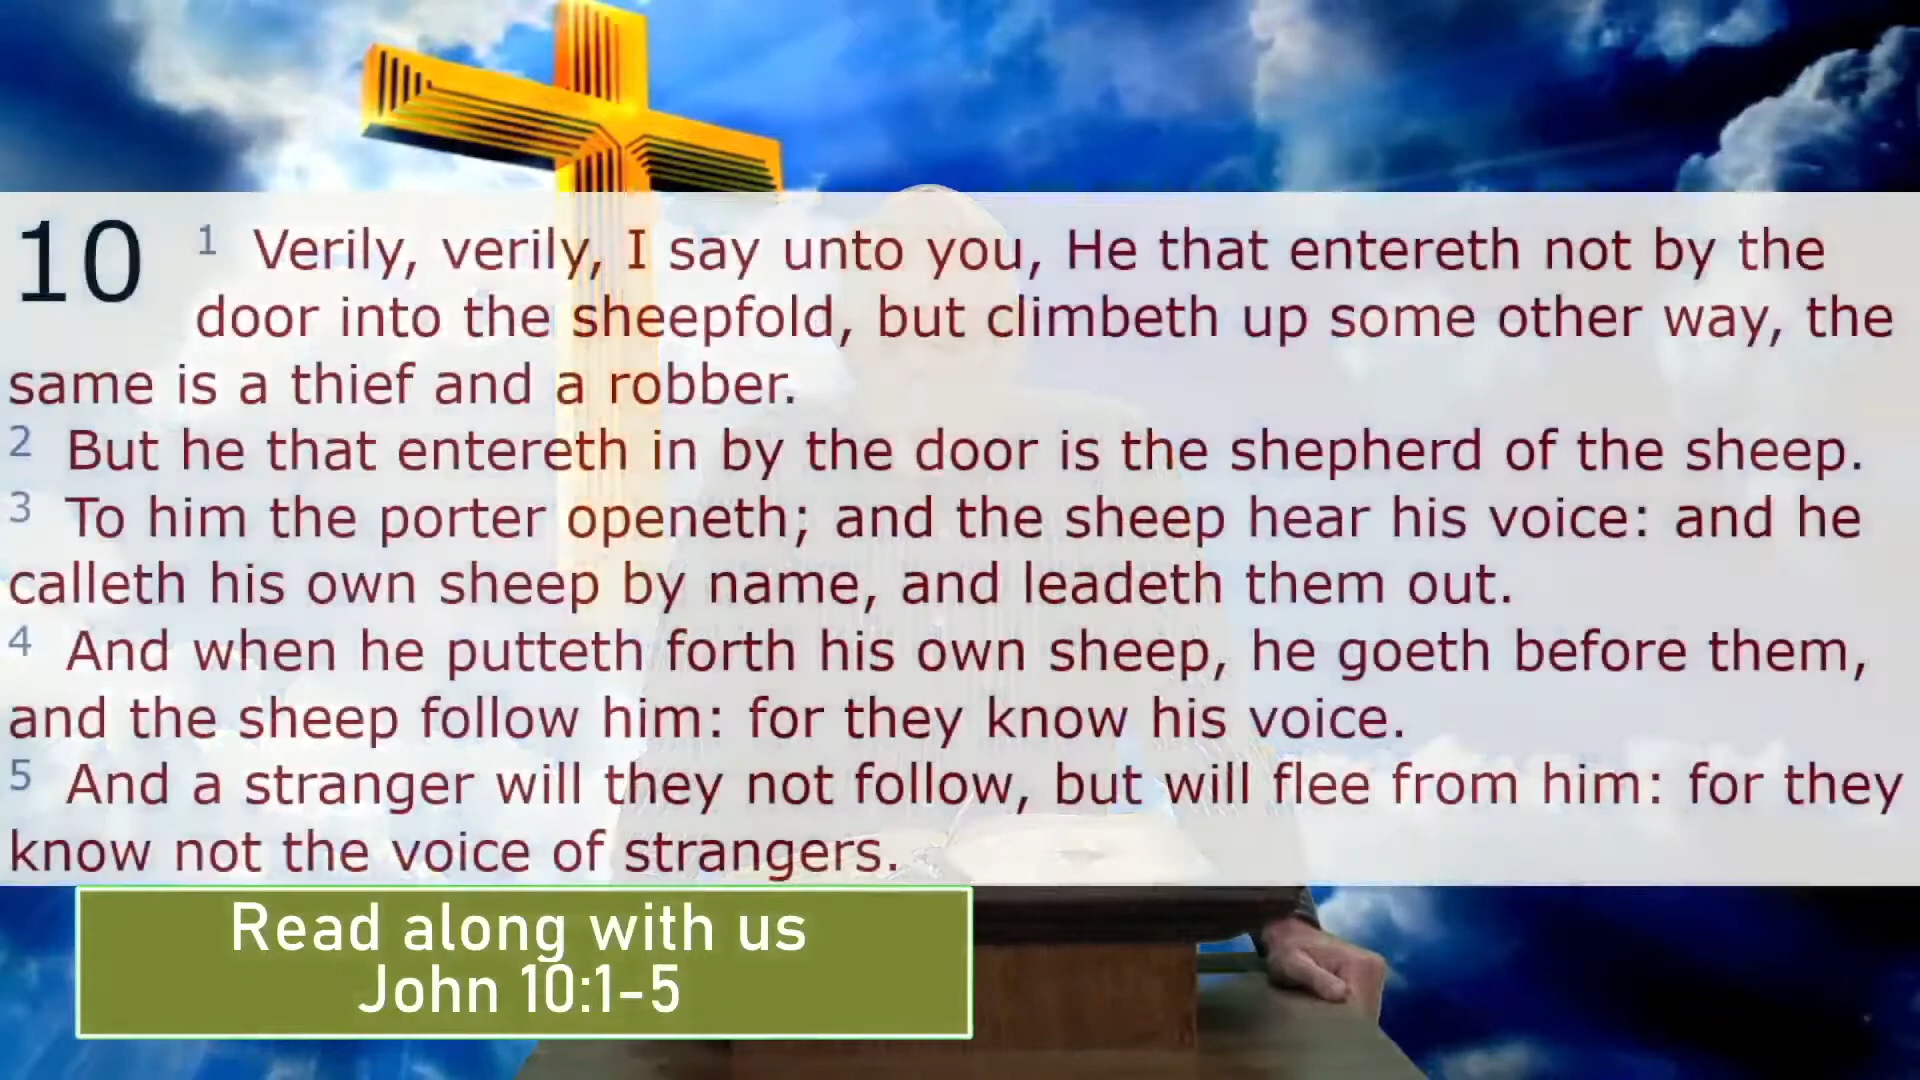 10 1 Verily, verily, I say unto you, He that entereth not by the
door into the sheepfold, but climbeth up some other way, the
same is a thief and a robber.
2 But he that entereth in by the door is the shepherd of the sheep.
3 To him the porter openeth; and the sheep hear his voice: and he
calleth his own sheep by name, and leadeth them out.
4 And when he putteth forth his own sheep, he goeth before them,
and the sheep follow him: for they know his voice.
5 And a stranger will they not follow, but will flee from him: for they
know not the voice of strangers.
Read along with us
John 10:1-5